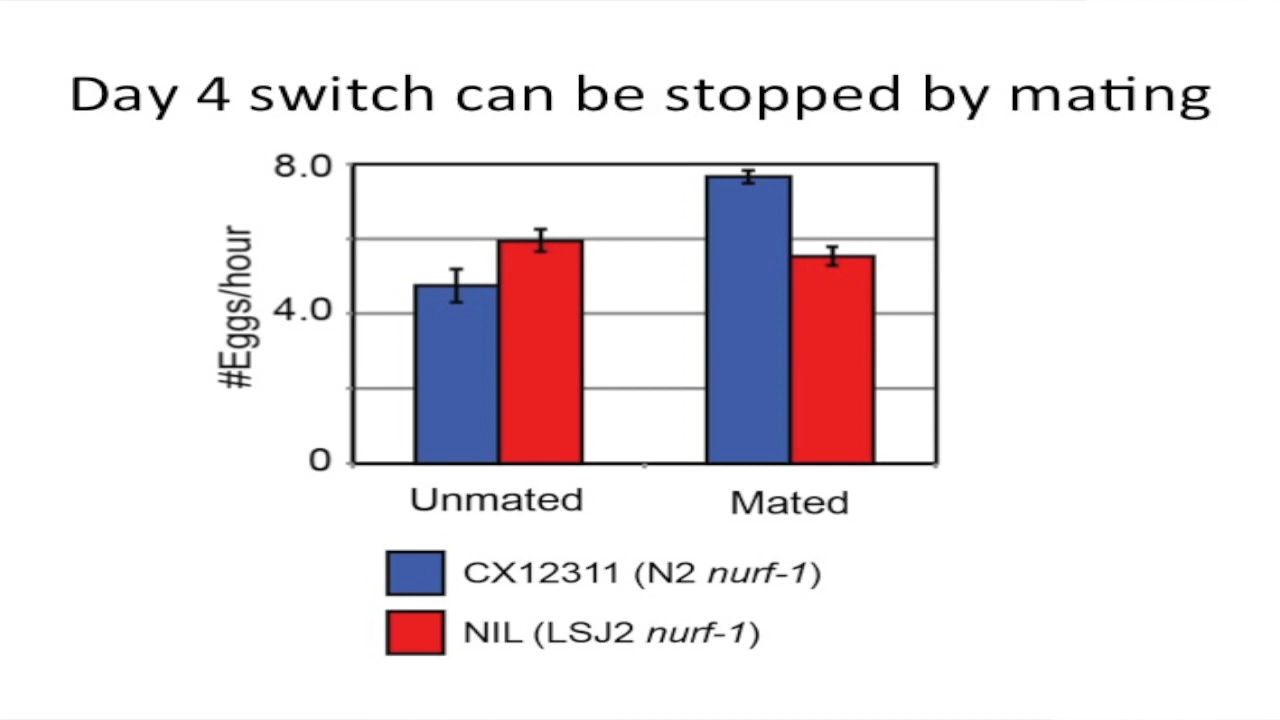 Day 4 switch can be stopped by mating
8.0
4.0
0
#Eggs/hour
Unmated
Mated
CX12311 (N2 nurf-1)
NIL (LSJ2 nurf-1)